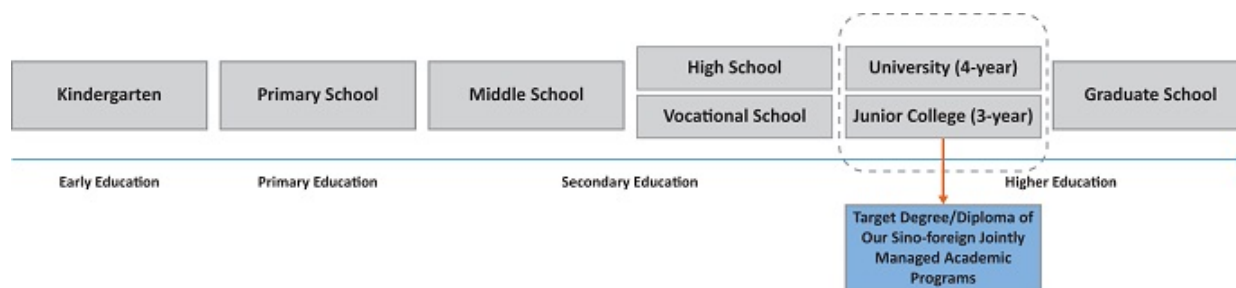 Kindergarten
Primary School
Middle School
High School
Vocational School
University (4-year)
Junior College (3-year)
Graduate School
Early Education
Primary Education
Secondary Education
Higher Education
Target Degree/Diploma of
Our Sino-foreign Jointly
Managed Academic
Programs